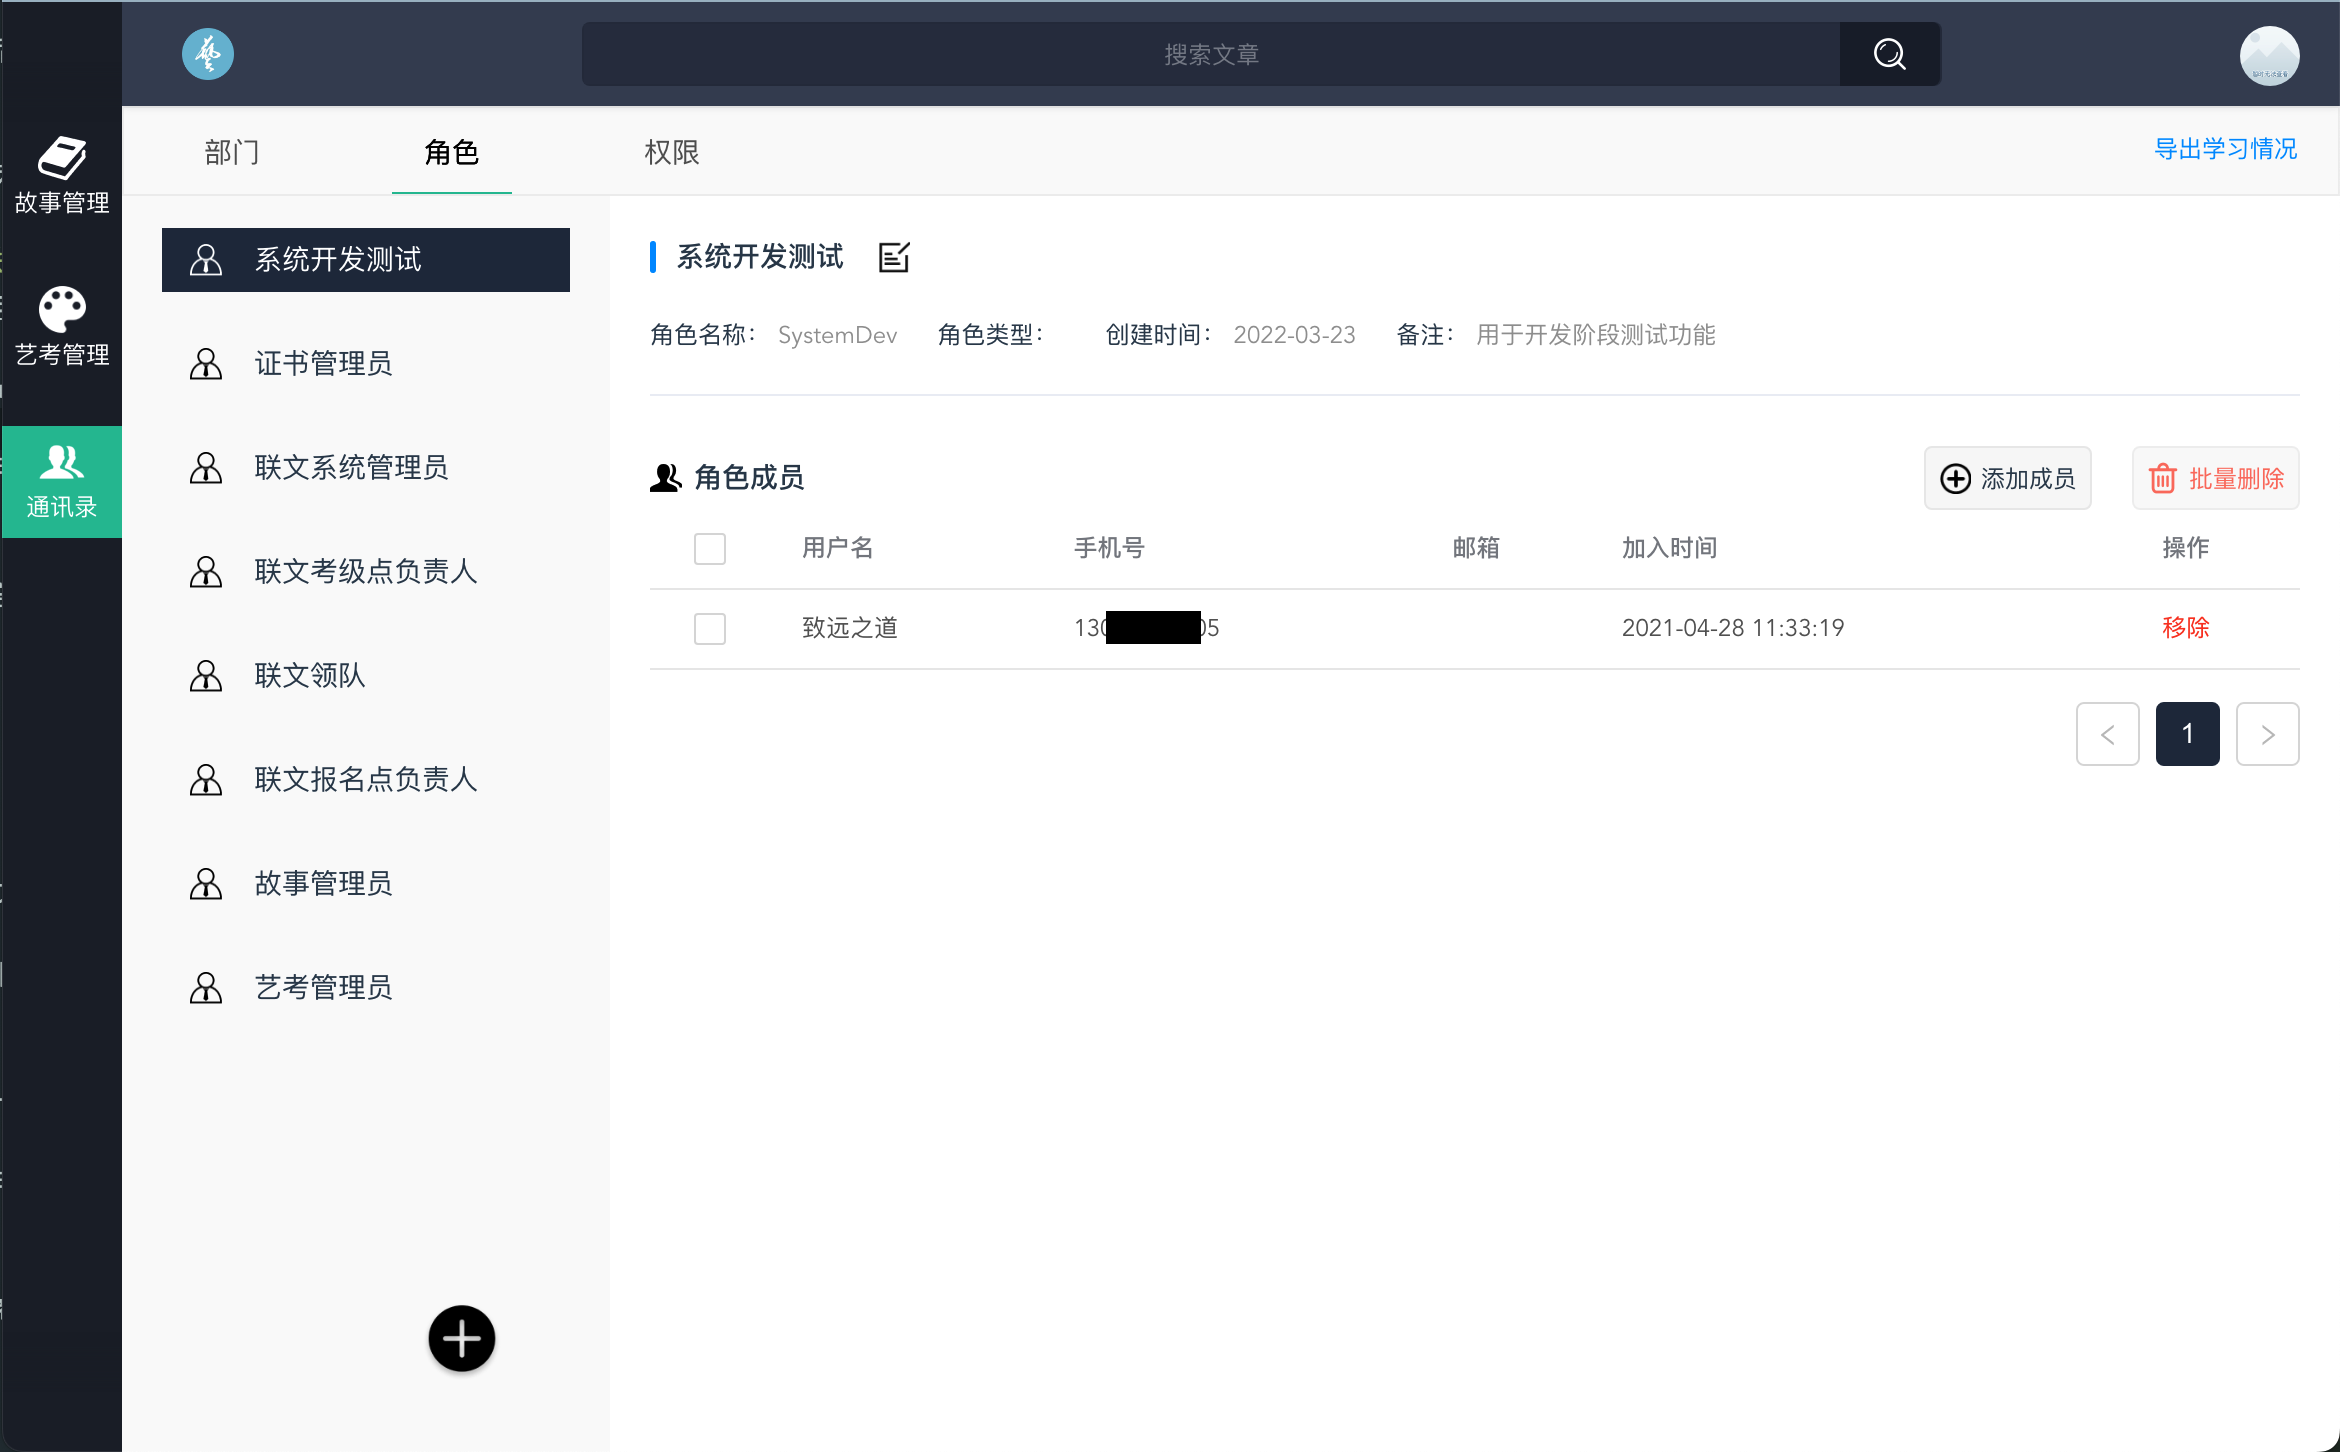 搜索文章
故事管理
艺考管理
通讯录
部门
角色
权限
导出学习情况
系统开发测试
证书管理员
联文系统管理员
联文考级点负责人
联文领队
联文报名点负责人
故事管理员
艺考管理员
系统开发测试
角色名称： SystemDev 角色类型： 创建时间： 2022-03-23 备注： 用于开发阶段测试功能
角色成员
添加成员
批量删除
用户名 手机号 邮箱 加入时间 操作
致远之道 130 05 2021-04-28 11:33:19 移除
< 1 >